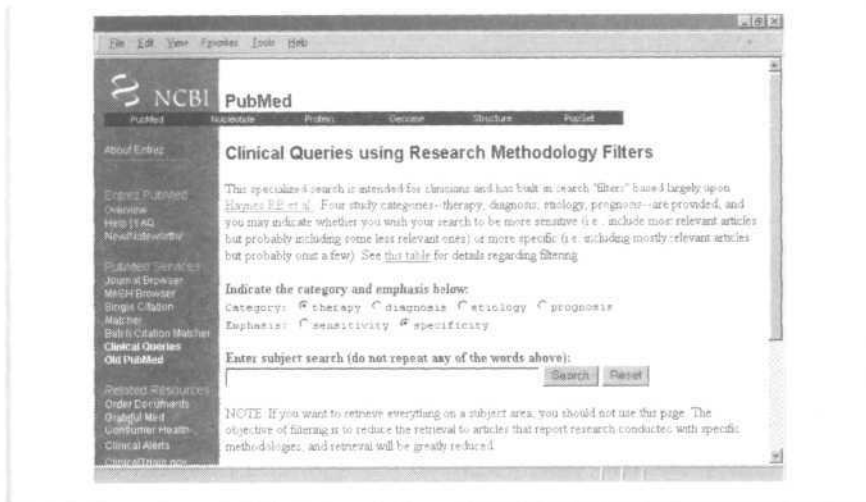 File Edit View Favorites Tools Help
NCBI PubMed
PubMed Nucleotide Protein Genome Structure PopSet
About Entrez
Entrez PubMed
Overview
Help | FAQ
New/Noteworthy
PubMed Services
Journal Browser
MeSH Browser
Single Citation
Matcher
Batch Citation Matcher
Clinical Queries
Old PubMed
Related Resources
Order Documents
Grateful Med
Consumer Health
Clinical Alerts
ClinicalTrials.gov
Clinical Queries using Research Methodology Filters
This specialized search is intended for clinicians and has built in search "filters" based largely upon
Haynes RB et al. Four study categories--therapy, diagnosis, etiology, prognosis--are provided, and
you may indicate whether you wish your search to be more sensitive (i.e., include most relevant articles
but probably including some less relevant ones) or more specific (i.e. including mostly relevant articles
but probably omit a few). See this table for details regarding filtering.
Indicate the category and emphasis below:
Category: therapy diagnosis etiology prognosis
Emphasis: sensitivity specificity
Enter subject search (do not repeat any of the words above):
Search Reset
NOTE: If you want to retrieve everything on a subject area, you should not use this page. The
objective of filtering is to reduce the retrieval to articles that report research conducted with specific
methodologies, and retrieval will be greatly reduced.